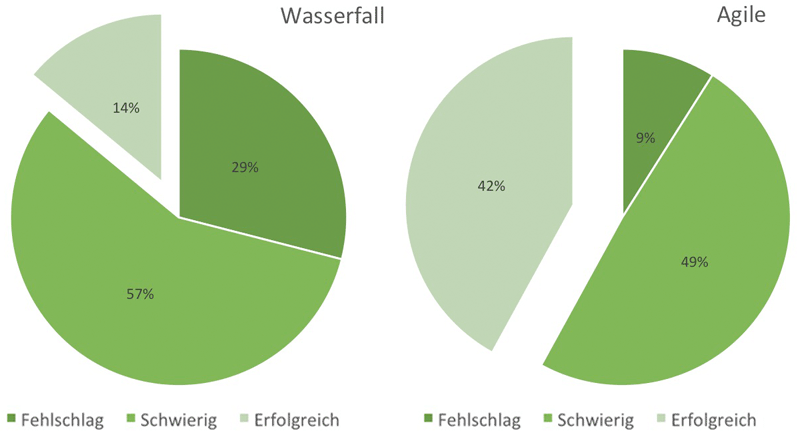 Wasserfall
14%
29%
57%
Fehlschlag
Schwierig
Erfolgreich
Agile
9%
42%
49%
Fehlschlag
Schwierig
Erfolgreich